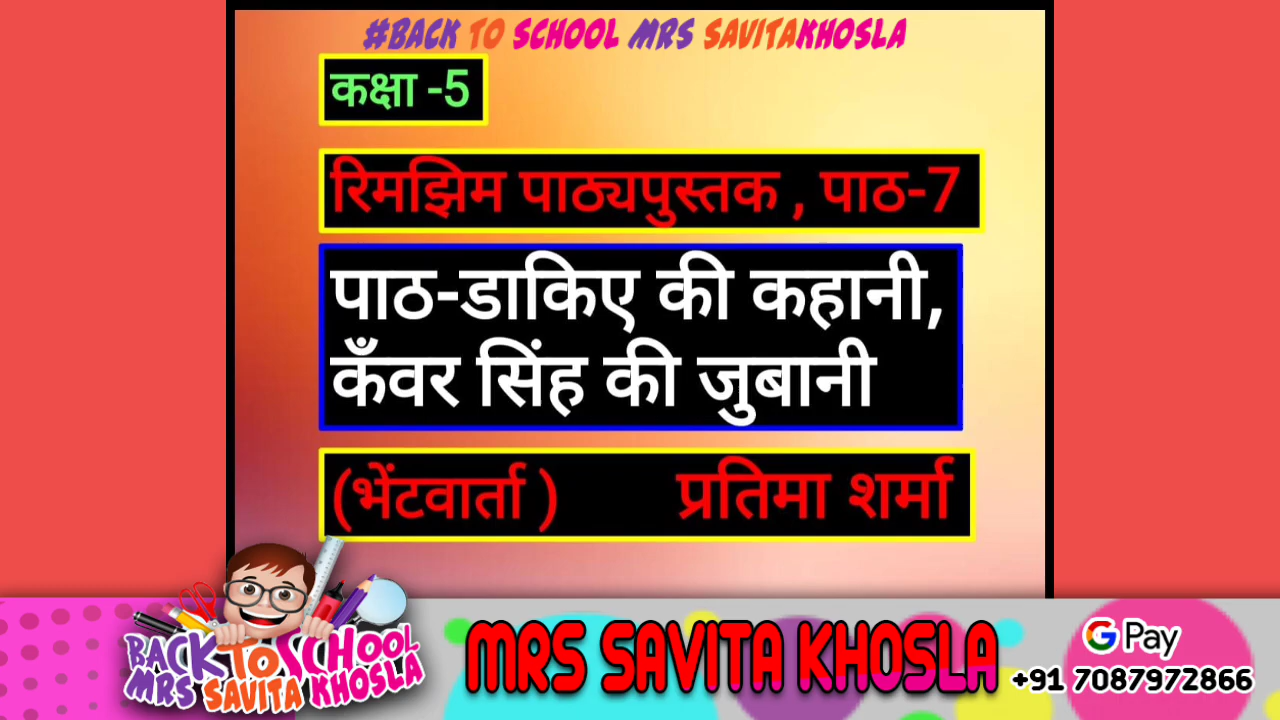 #BACK TO SCHOOL MRS SAVITAKHOSLA
कक्षा -5
रिमझिम पाठ्यपुस्तक , पाठ-7
पाठ-डाकिए की कहानी,
कँवर सिंह की जुबानी
(भेंटवार्ता ) प्रतिमा शर्मा
BACK TO SCHOOL
MRS SAVITA KHOSLA
MRS SAVITA KHOSLA
G Pay
+91 7087972866